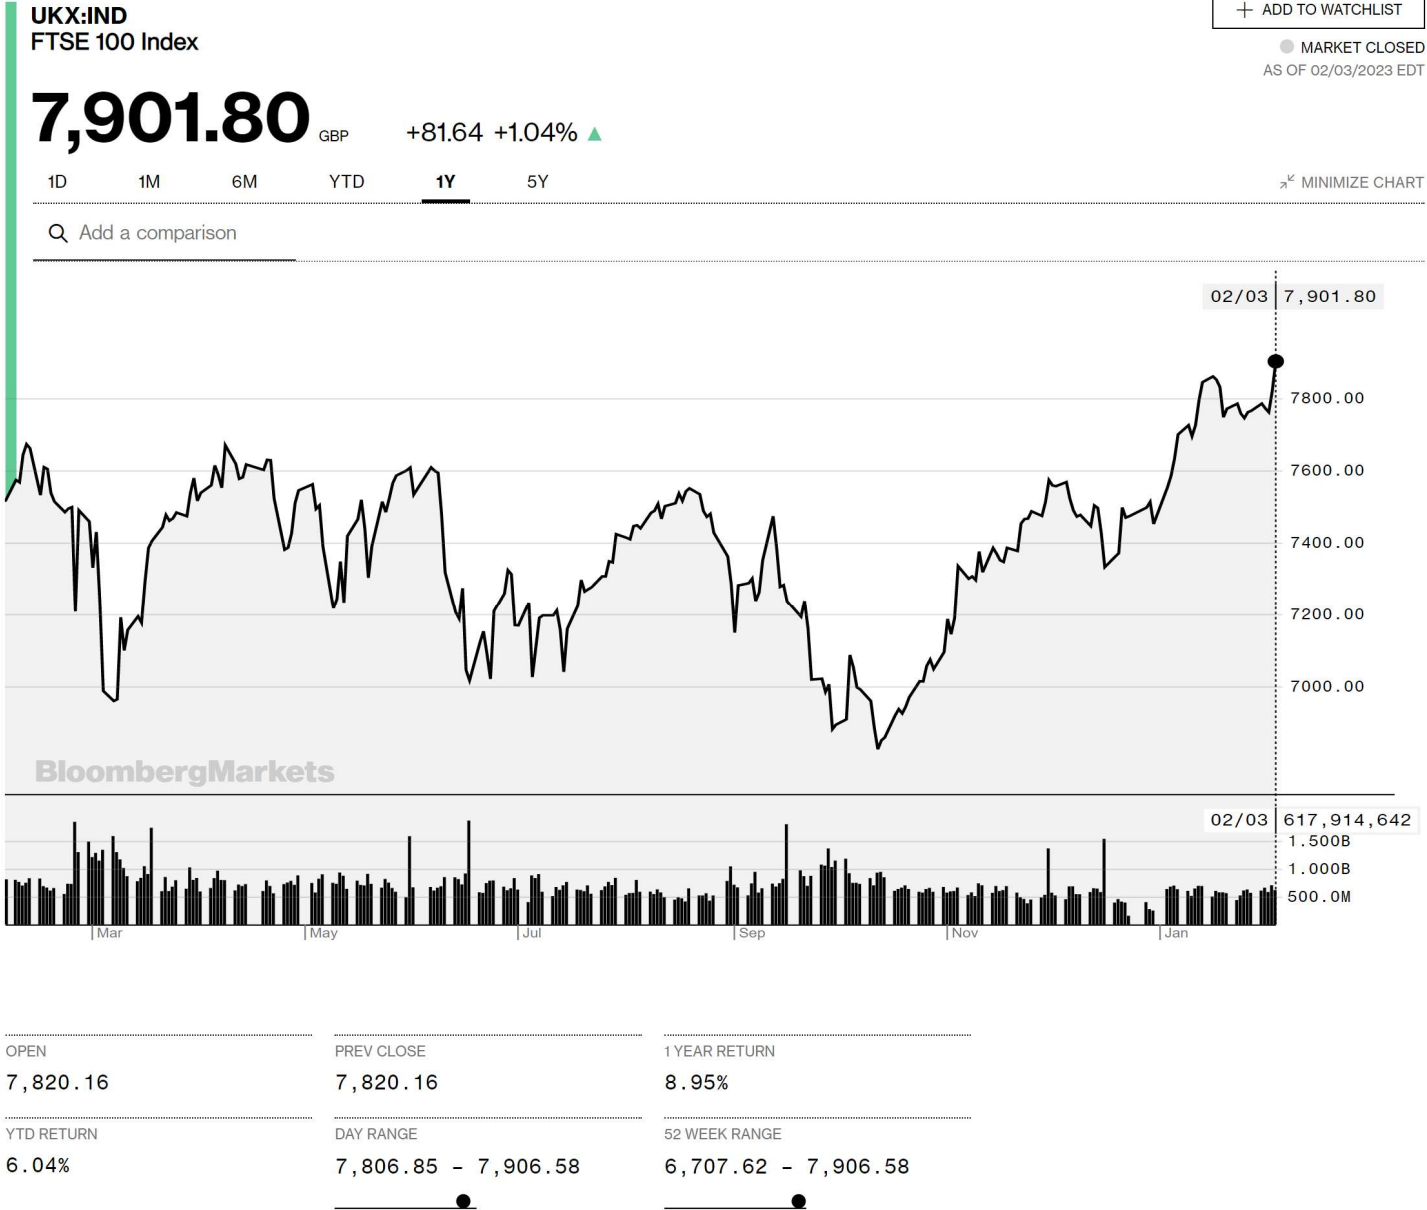 UKX:IND
FTSE 100 Index
+ ADD TO WATCHLIST
MARKET CLOSED
AS OF 02/03/2023 EDT
7,901.80 GBP +81.64 +1.04%
1D 1M 6M YTD 1Y 5Y
MINIMIZE CHART
Add a comparison
02/03 7,901.80
7800.00
7600.00
7400.00
7200.00
7000.00
BloombergMarkets
02/03 617,914,642
1.500B
1.000B
500.0M
Mar May Jul Sep Nov Jan
OPEN PREV CLOSE 1 YEAR RETURN
7,820.16 7,820.16 8.95%
YTD RETURN DAY RANGE 52 WEEK RANGE
6.04% 7,806.85 – 7,906.58 6,707.62 – 7,906.58